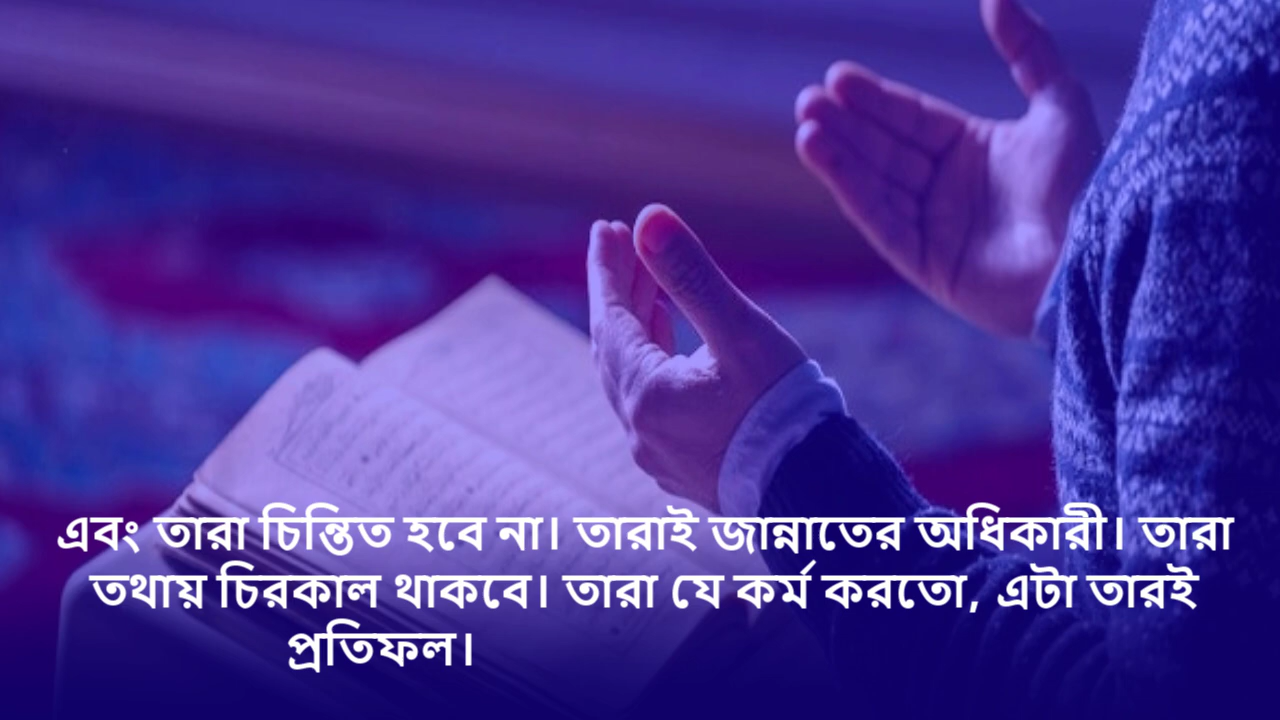 এবং তারা চিন্তিত হবে না। তারাই জান্নাতের অধিকারী। তারা
তথায় চিরকাল থাকবে। তারা যে কর্ম করতো, এটা তারই
প্রতিফল।